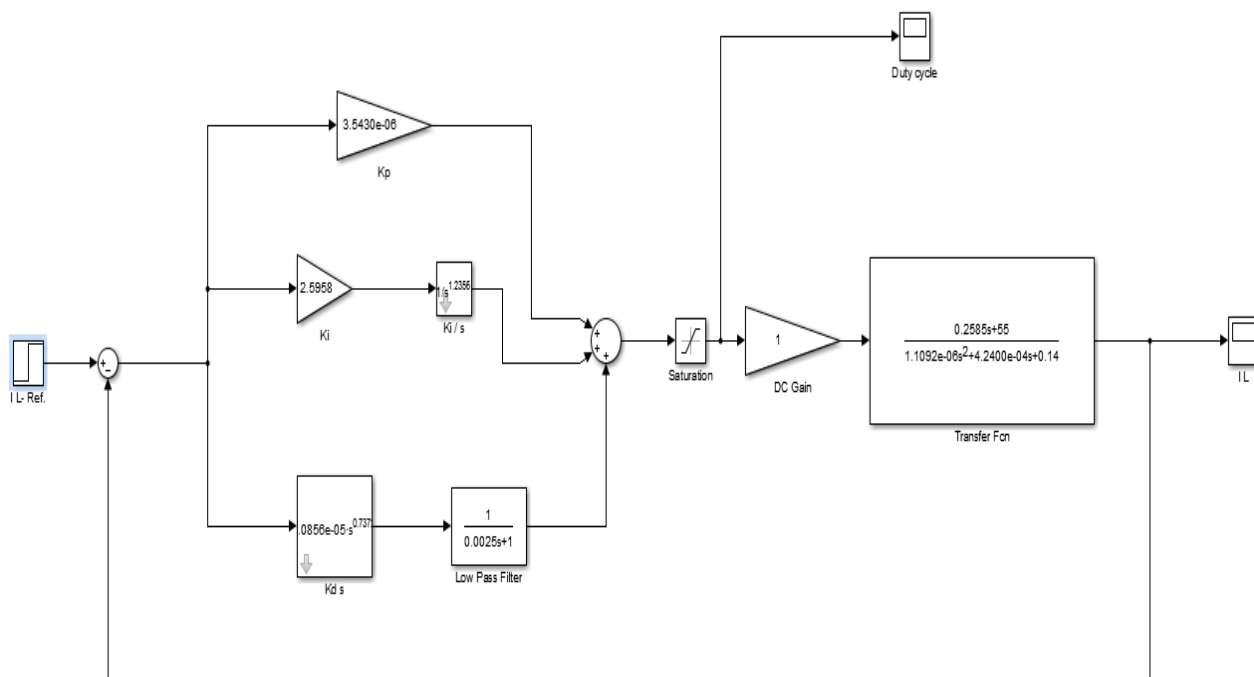 Duty cycle
3.5430e-06
Kp
2.5958
Ki
1/s^1.2356
Ki / s
+
+
+
Saturation
1
DC Gain
0.2585s+55
1.1092e-06s²+4.2400e-04s+0.14
Transfer Fcn
I L
+
−
I L- Ref.
.0856e-05·s^0.737
Kd s
1
0.0025s+1
Low Pass Filter